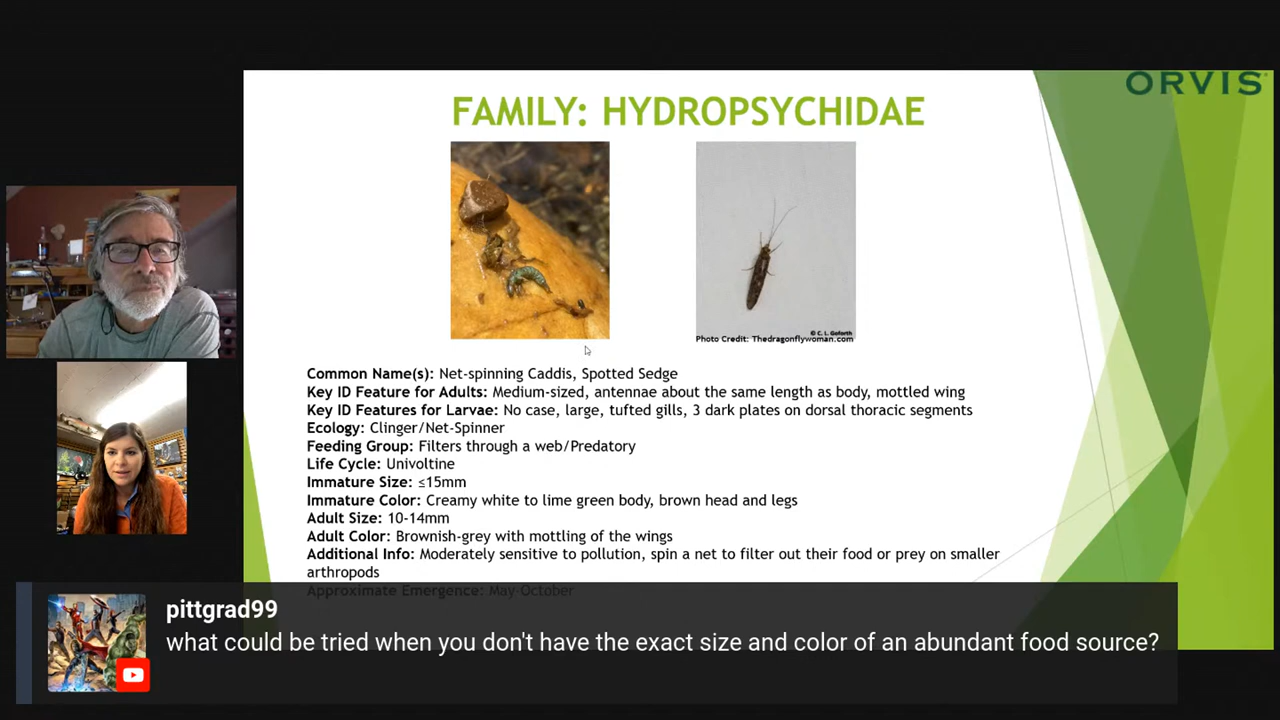 ORVIS
FAMILY: HYDROPSYCHIDAE
© C. L. Goforth
Photo Credit: Thedragonflywoman.com
Common Name(s): Net-spinning Caddis, Spotted Sedge
Key ID Feature for Adults: Medium-sized, antennae about the same length as body, mottled wing
Key ID Features for Larvae: No case, large, tufted gills, 3 dark plates on dorsal thoracic segments
Ecology: Clinger/Net-Spinner
Feeding Group: Filters through a web/Predatory
Life Cycle: Univoltine
Immature Size: ≤15mm
Immature Color: Creamy white to lime green body, brown head and legs
Adult Size: 10-14mm
Adult Color: Brownish-grey with mottling of the wings
Additional Info: Moderately sensitive to pollution, spin a net to filter out their food or prey on smaller
arthropods
Approximate Emergence: May-October
pittgrad99
what could be tried when you don't have the exact size and color of an abundant food source?